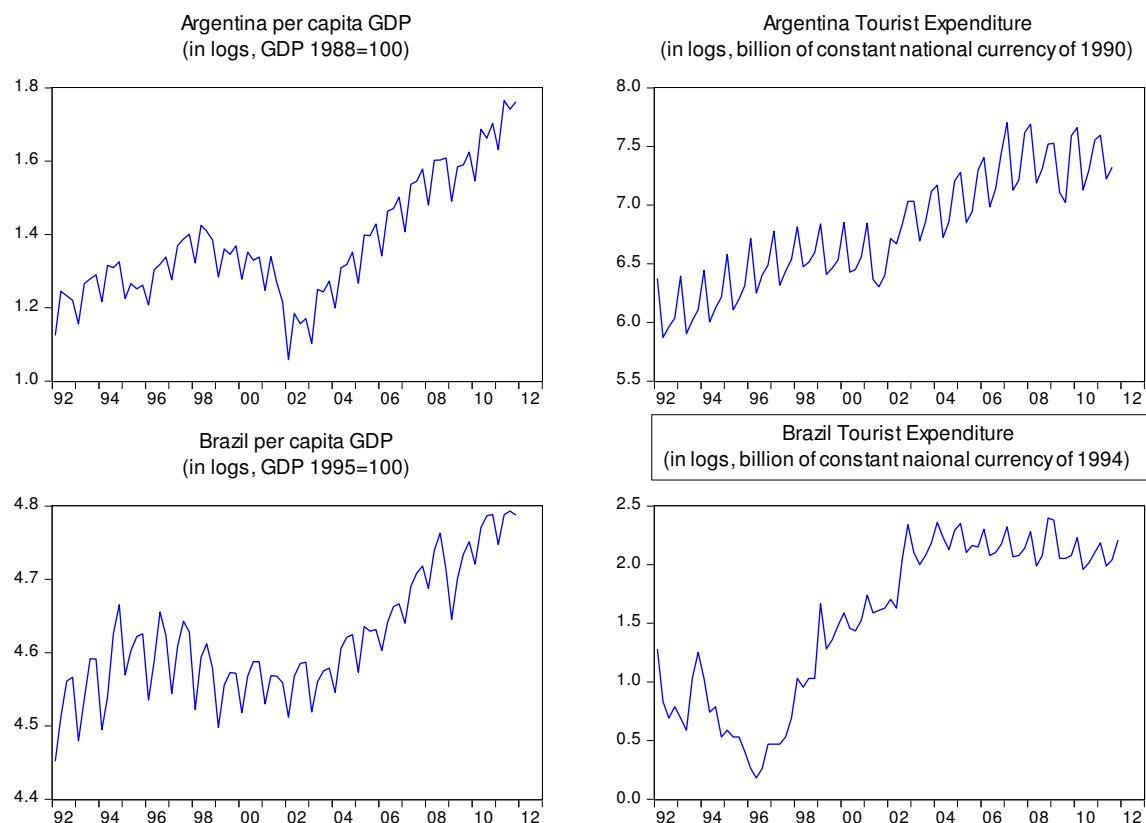 Argentina per capita GDP
(in logs, GDP 1988=100)
1.8
1.6
1.4
1.2
1.0
92 94 96 98 00 02 04 06 08 10 12
Argentina Tourist Expenditure
(in logs, billion of constant national currency of 1990)
8.0
7.5
7.0
6.5
6.0
5.5
92 94 96 98 00 02 04 06 08 10 12
Brazil per capita GDP
(in logs, GDP 1995=100)
4.8
4.7
4.6
4.5
4.4
92 94 96 98 00 02 04 06 08 10 12
Brazil Tourist Expenditure
(in logs, billion of constant naional currency of 1994)
2.5
2.0
1.5
1.0
0.5
0.0
92 94 96 98 00 02 04 06 08 10 12